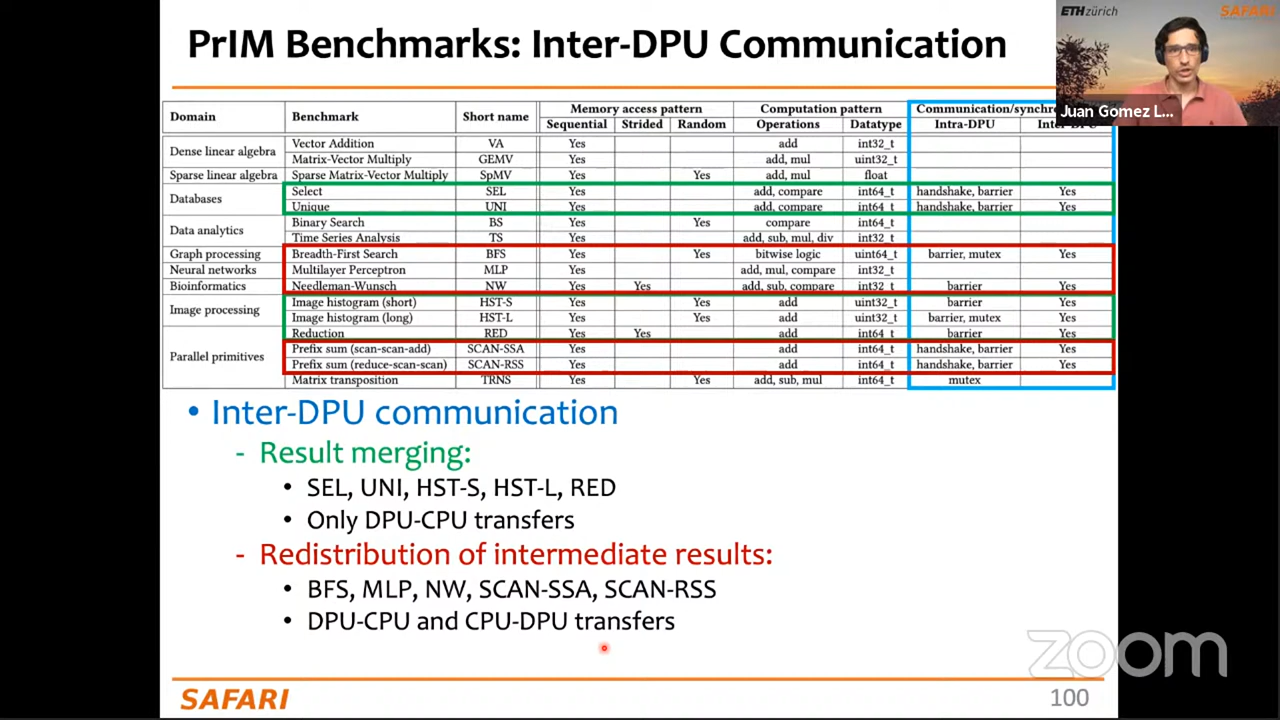 PrIM Benchmarks: Inter-DPU Communication
ETH zürich SAFARI
Juan Gomez L...
Domain Benchmark Short name Memory access pattern Computation pattern Communication/synchr
Sequential Strided Random Operations Datatype Intra-DPU Inter-DPU
Dense linear algebra Vector Addition VA Yes add int32_t
Matrix-Vector Multiply GEMV Yes add, mul uint32_t
Sparse linear algebra Sparse Matrix-Vector Multiply SpMV Yes Yes add, mul float
Databases Select SEL Yes add, compare int64_t handshake, barrier Yes
Unique UNI Yes add, compare int64_t handshake, barrier Yes
Data analytics Binary Search BS Yes Yes compare int64_t
Time Series Analysis TS Yes add, sub, mul, div int32_t
Graph processing Breadth-First Search BFS Yes Yes bitwise logic uint64_t barrier, mutex Yes
Neural networks Multilayer Perceptron MLP Yes add, mul, compare int32_t
Bioinformatics Needleman-Wunsch NW Yes Yes add, sub, compare int32_t barrier Yes
Image processing Image histogram (short) HST-S Yes Yes add uint32_t barrier Yes
Image histogram (long) HST-L Yes Yes add uint32_t barrier, mutex Yes
Parallel primitives Reduction RED Yes Yes add int64_t barrier Yes
Prefix sum (scan-scan-add) SCAN-SSA Yes add int64_t handshake, barrier Yes
Prefix sum (reduce-scan-scan) SCAN-RSS Yes add int64_t handshake, barrier Yes
Matrix transposition TRNS Yes Yes add, sub, mul int64_t mutex
• Inter-DPU communication
- Result merging:
• SEL, UNI, HST-S, HST-L, RED
• Only DPU-CPU transfers
- Redistribution of intermediate results:
• BFS, MLP, NW, SCAN-SSA, SCAN-RSS
• DPU-CPU and CPU-DPU transfers
zoom
SAFARI 100